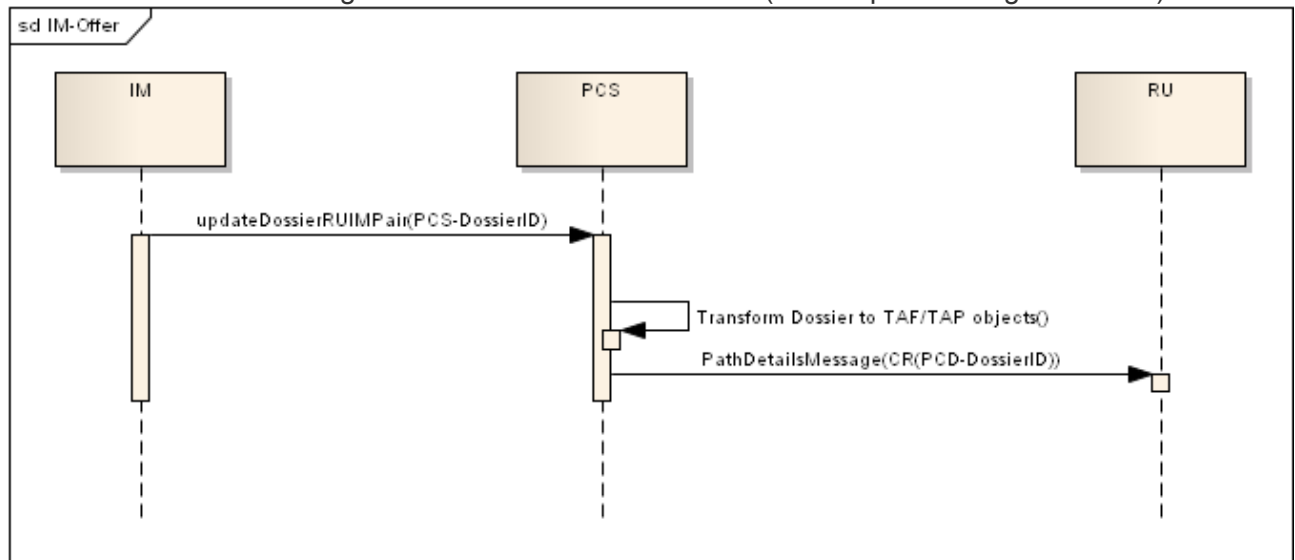 sd IM-Offer
IM
PCS
RU
updateDossierRUIMPair(PCS-DossierID)
Transform Dossier to TAF/TAP objects()
PathDetailsMessage(CR(PCD-DossierID))